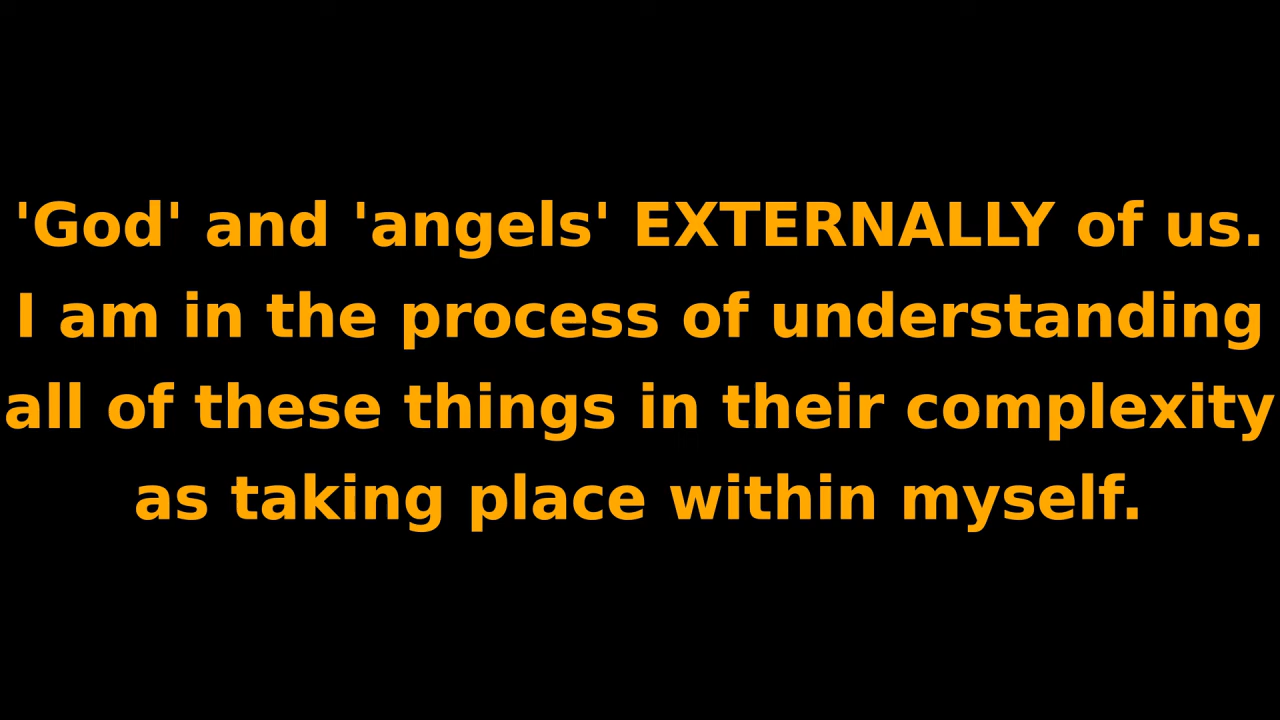 'God' and 'angels' EXTERNALLY of us.
I am in the process of understanding
all of these things in their complexity
as taking place within myself.